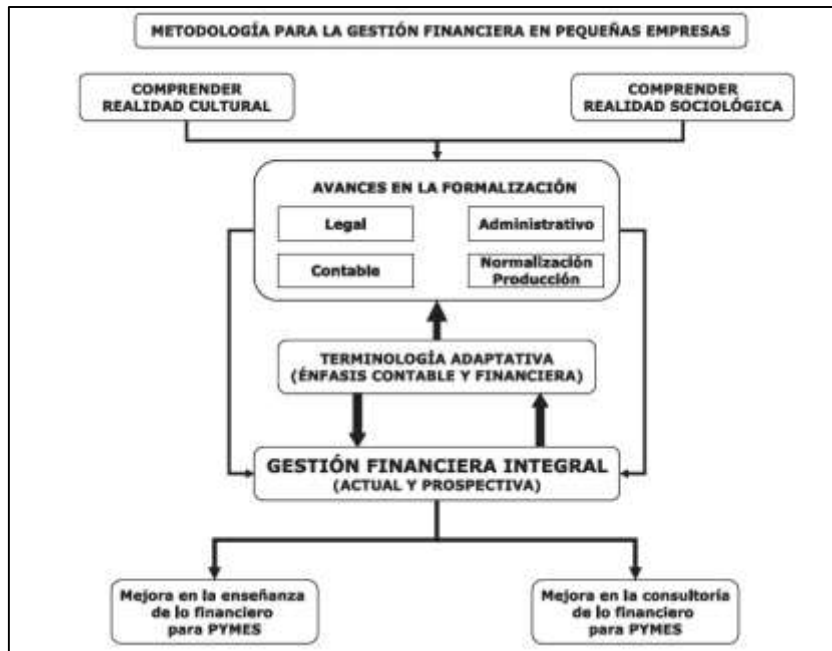 METODOLOGÍA PARA LA GESTIÓN FINANCIERA EN PEQUEÑAS EMPRESAS
COMPRENDER
REALIDAD CULTURAL
COMPRENDER
REALIDAD SOCIOLÓGICA
AVANCES EN LA FORMALIZACIÓN
Legal
Administrativo
Contable
Normalización
Producción
TERMINOLOGÍA ADAPTATIVA
(ÉNFASIS CONTABLE Y FINANCIERA)
GESTIÓN FINANCIERA INTEGRAL
(ACTUAL Y PROSPECTIVA)
Mejora en la enseñanza
de lo financiero
para PYMES
Mejora en la consultoría
de lo financiero
para PYMES